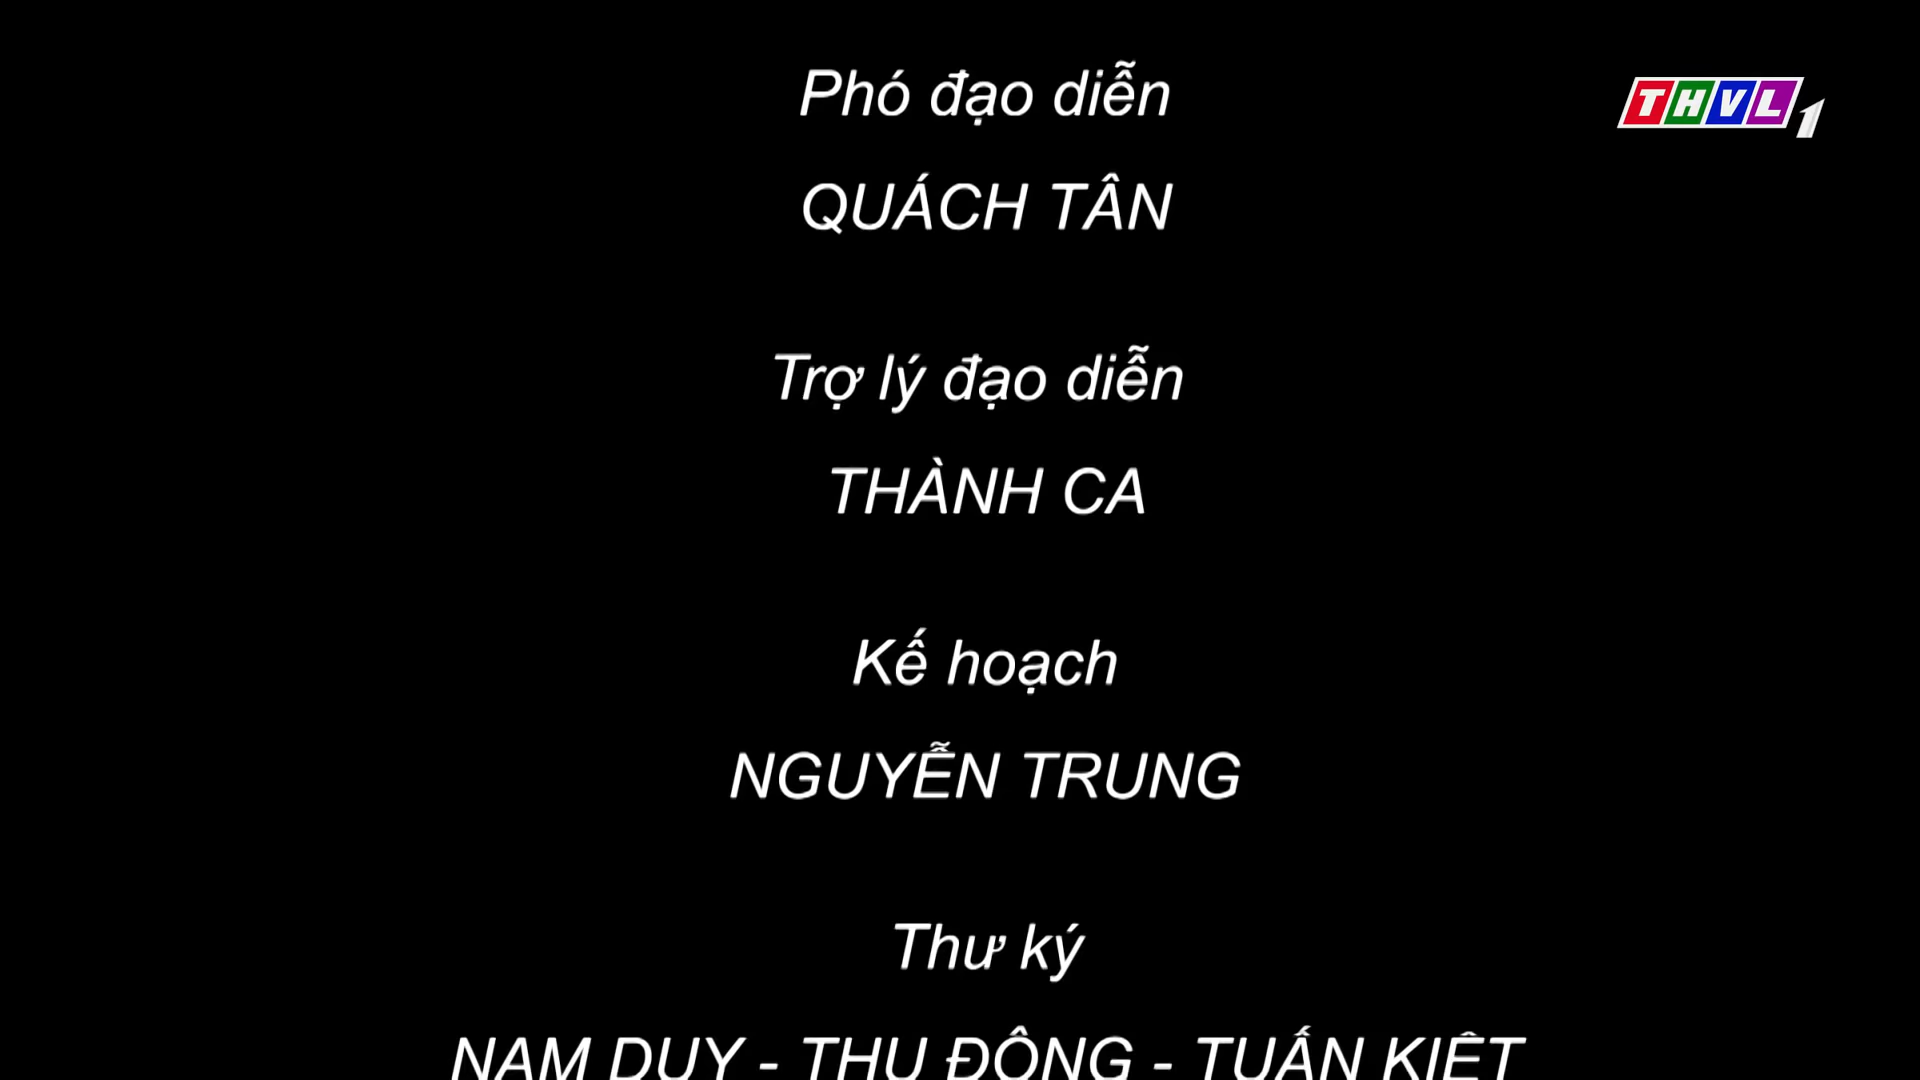 Phó đạo diễn
THVL1
QUÁCH TÂN
Trợ lý đạo diễn
THÀNH CA
Kế hoạch
NGUYỄN TRUNG
Thư ký
NAM DUY - THU ĐÔNG - TUẤN KIỆT